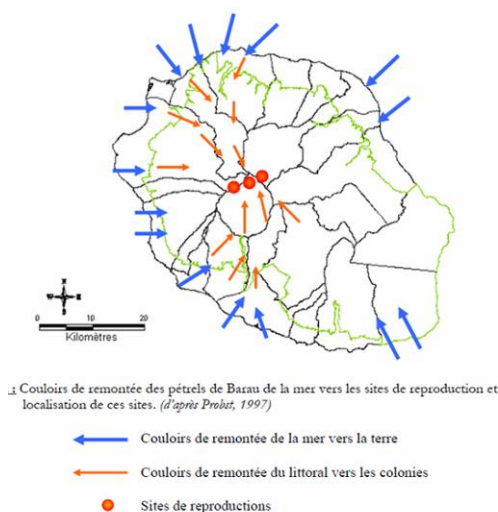 N
W E
S
20 0 20
Kilomètres
: Couloirs de remontée des pétrels de Barau de la mer vers les sites de reproduction et
localisation de ces sites. (d'après Probst, 1997)
Couloirs de remontée de la mer vers la terre
Couloirs de remontée du littoral vers les colonies
Sites de reproductions